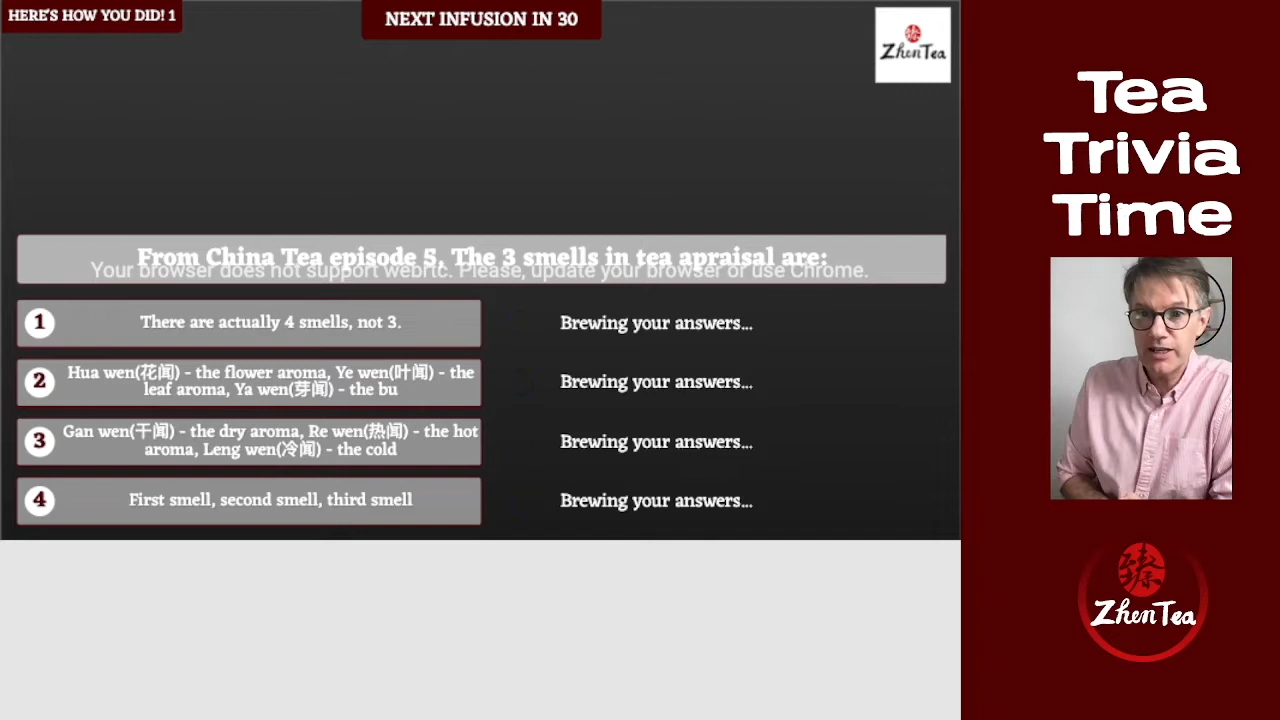 HERE'S HOW YOU DID! 1
NEXT INFUSION IN 30
ZhenTea
Tea
Trivia
Time
From China Tea episode 5, The 3 smells in tea appraisal are:
Your browser does not support webrtc. Please, update your browser or use Chrome.
1 There are actually 4 smells, not 3.
Brewing your answers...
2 Hua wen(花闻) - the flower aroma, Ye wen(叶闻) - the
leaf aroma, Ya wen(芽闻) - the bu
Brewing your answers...
3 Gan wen(干闻) - the dry aroma, Re wen(热闻) - the hot
aroma, Leng wen(冷闻) - the cold
Brewing your answers...
4 First smell, second smell, third smell
Brewing your answers...
臻
ZhenTea